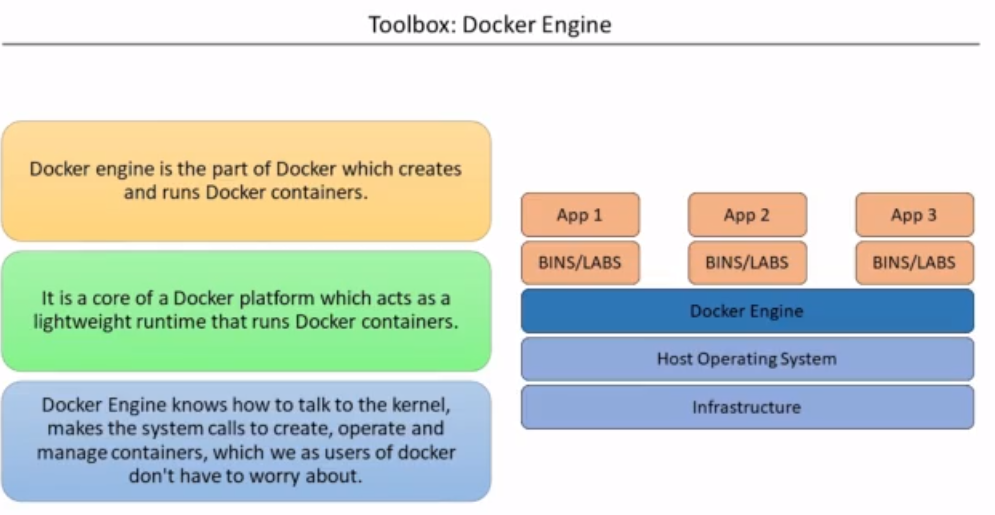 Toolbox: Docker Engine
Docker engine is the part of Docker which creates
and runs Docker containers.
It is a core of a Docker platform which acts as a
lightweight runtime that runs Docker containers.
Docker Engine knows how to talk to the kernel,
makes the system calls to create, operate and
manage containers, which we as users of docker
don't have to worry about.
App 1
App 2
App 3
BINS/LABS
BINS/LABS
BINS/LABS
Docker Engine
Host Operating System
Infrastructure